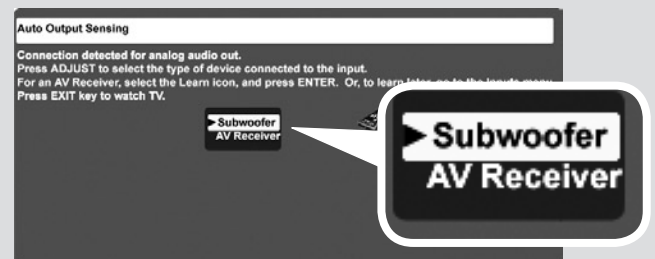 Auto Output Sensing
Connection detected for analog audio out.
Press ADJUST to select the type of device connected to the input.
For an AV Receiver, select the Learn icon, and press ENTER. Or, to learn later, go to the Inputs menu.
Press EXIT key to watch TV.
Subwoofer
AV Receiver
Subwoofer
AV Receiver